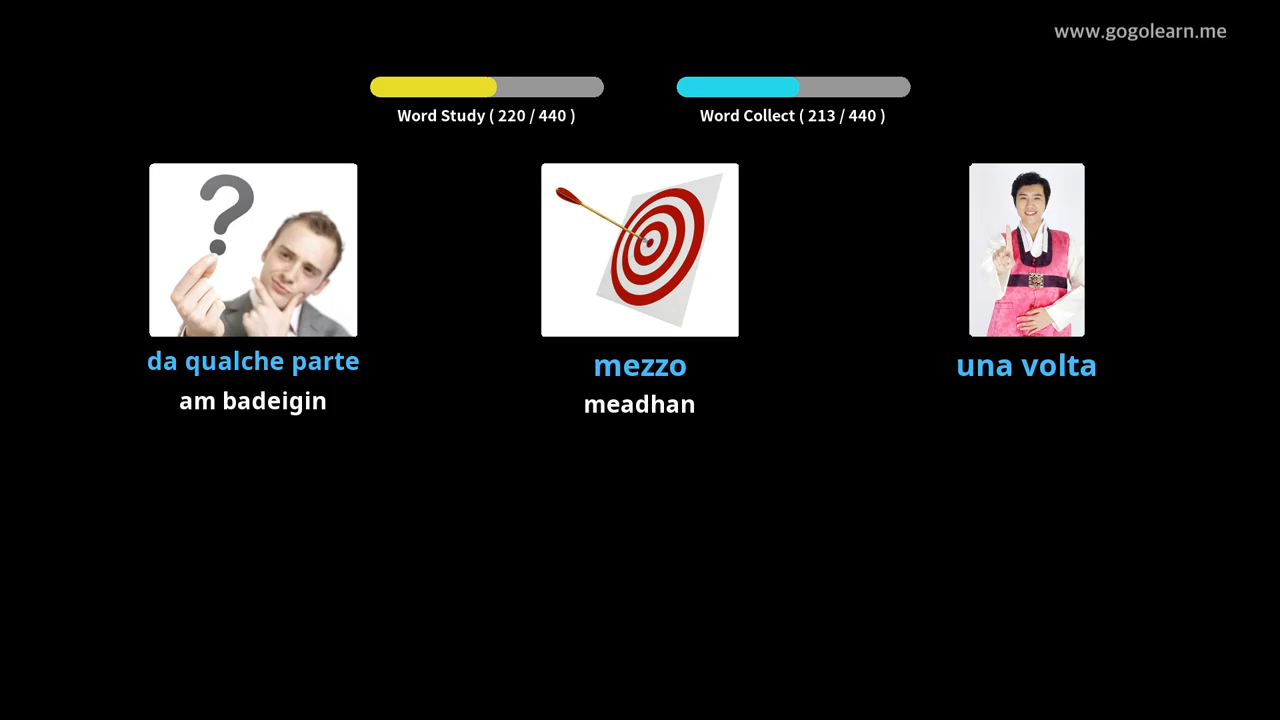 www.gogolearn.me
Word Study ( 220 / 440 )
Word Collect ( 213 / 440 )
da qualche parte
am badeigin
mezzo
meadhan
una volta